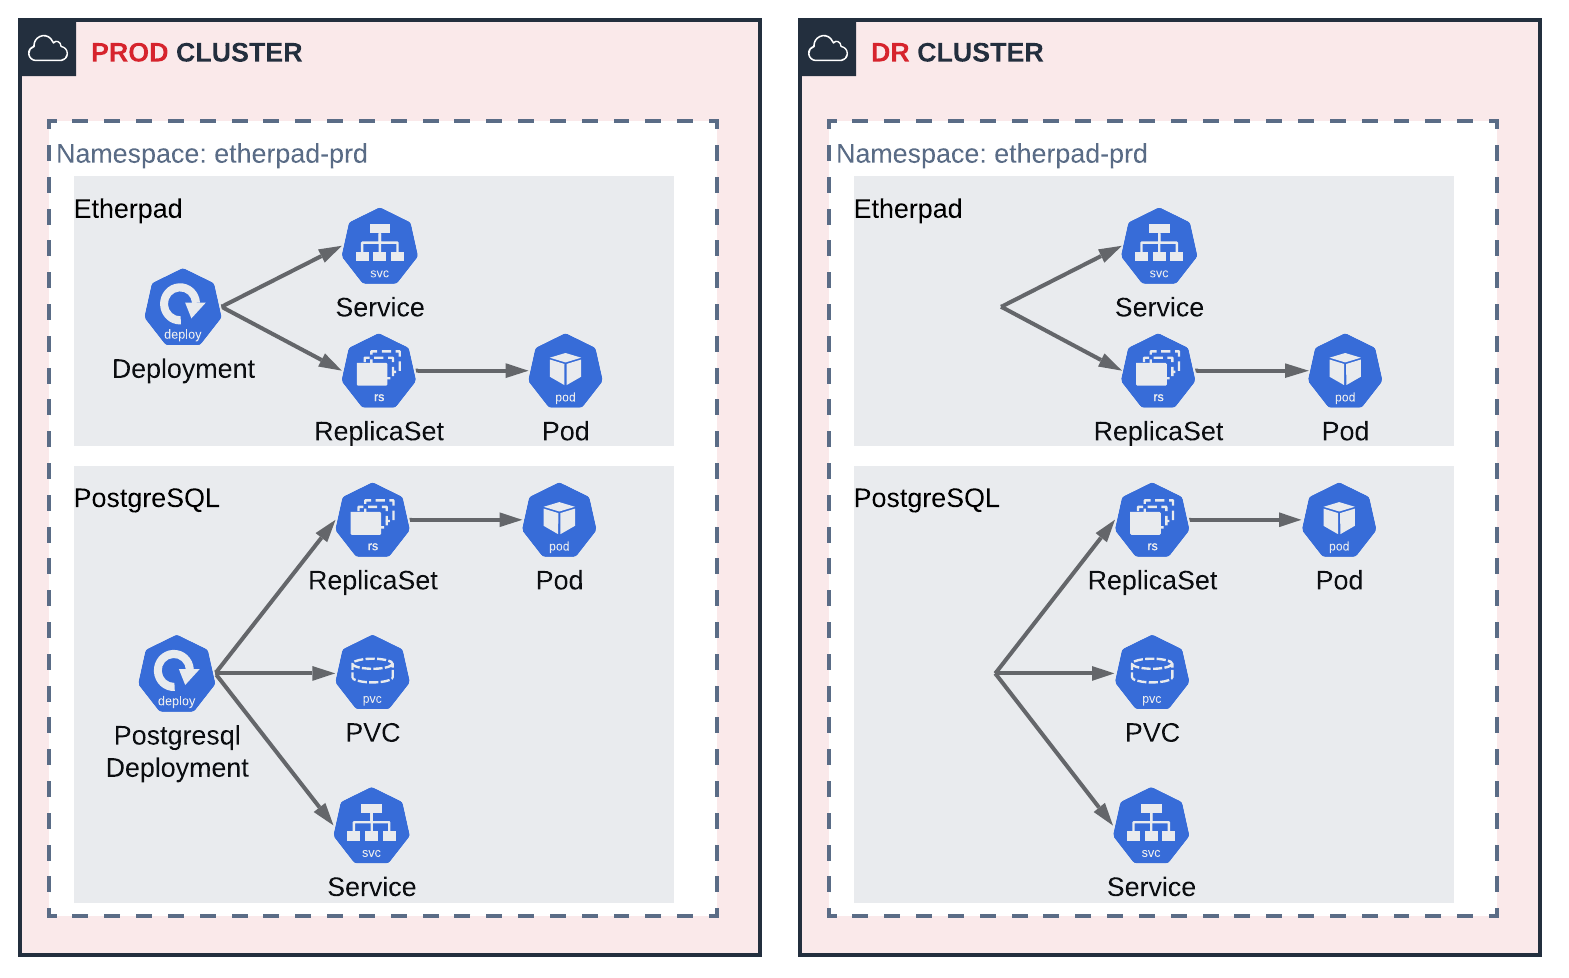 PROD CLUSTER
Namespace: etherpad-prd
Etherpad
svc
Service
deploy
Deployment
rs
ReplicaSet
pod
Pod
PostgreSQL
rs
ReplicaSet
pod
Pod
deploy
Postgresql
Deployment
pvc
PVC
svc
Service
DR CLUSTER
Namespace: etherpad-prd
Etherpad
svc
Service
rs
ReplicaSet
pod
Pod
PostgreSQL
rs
ReplicaSet
pod
Pod
pvc
PVC
svc
Service